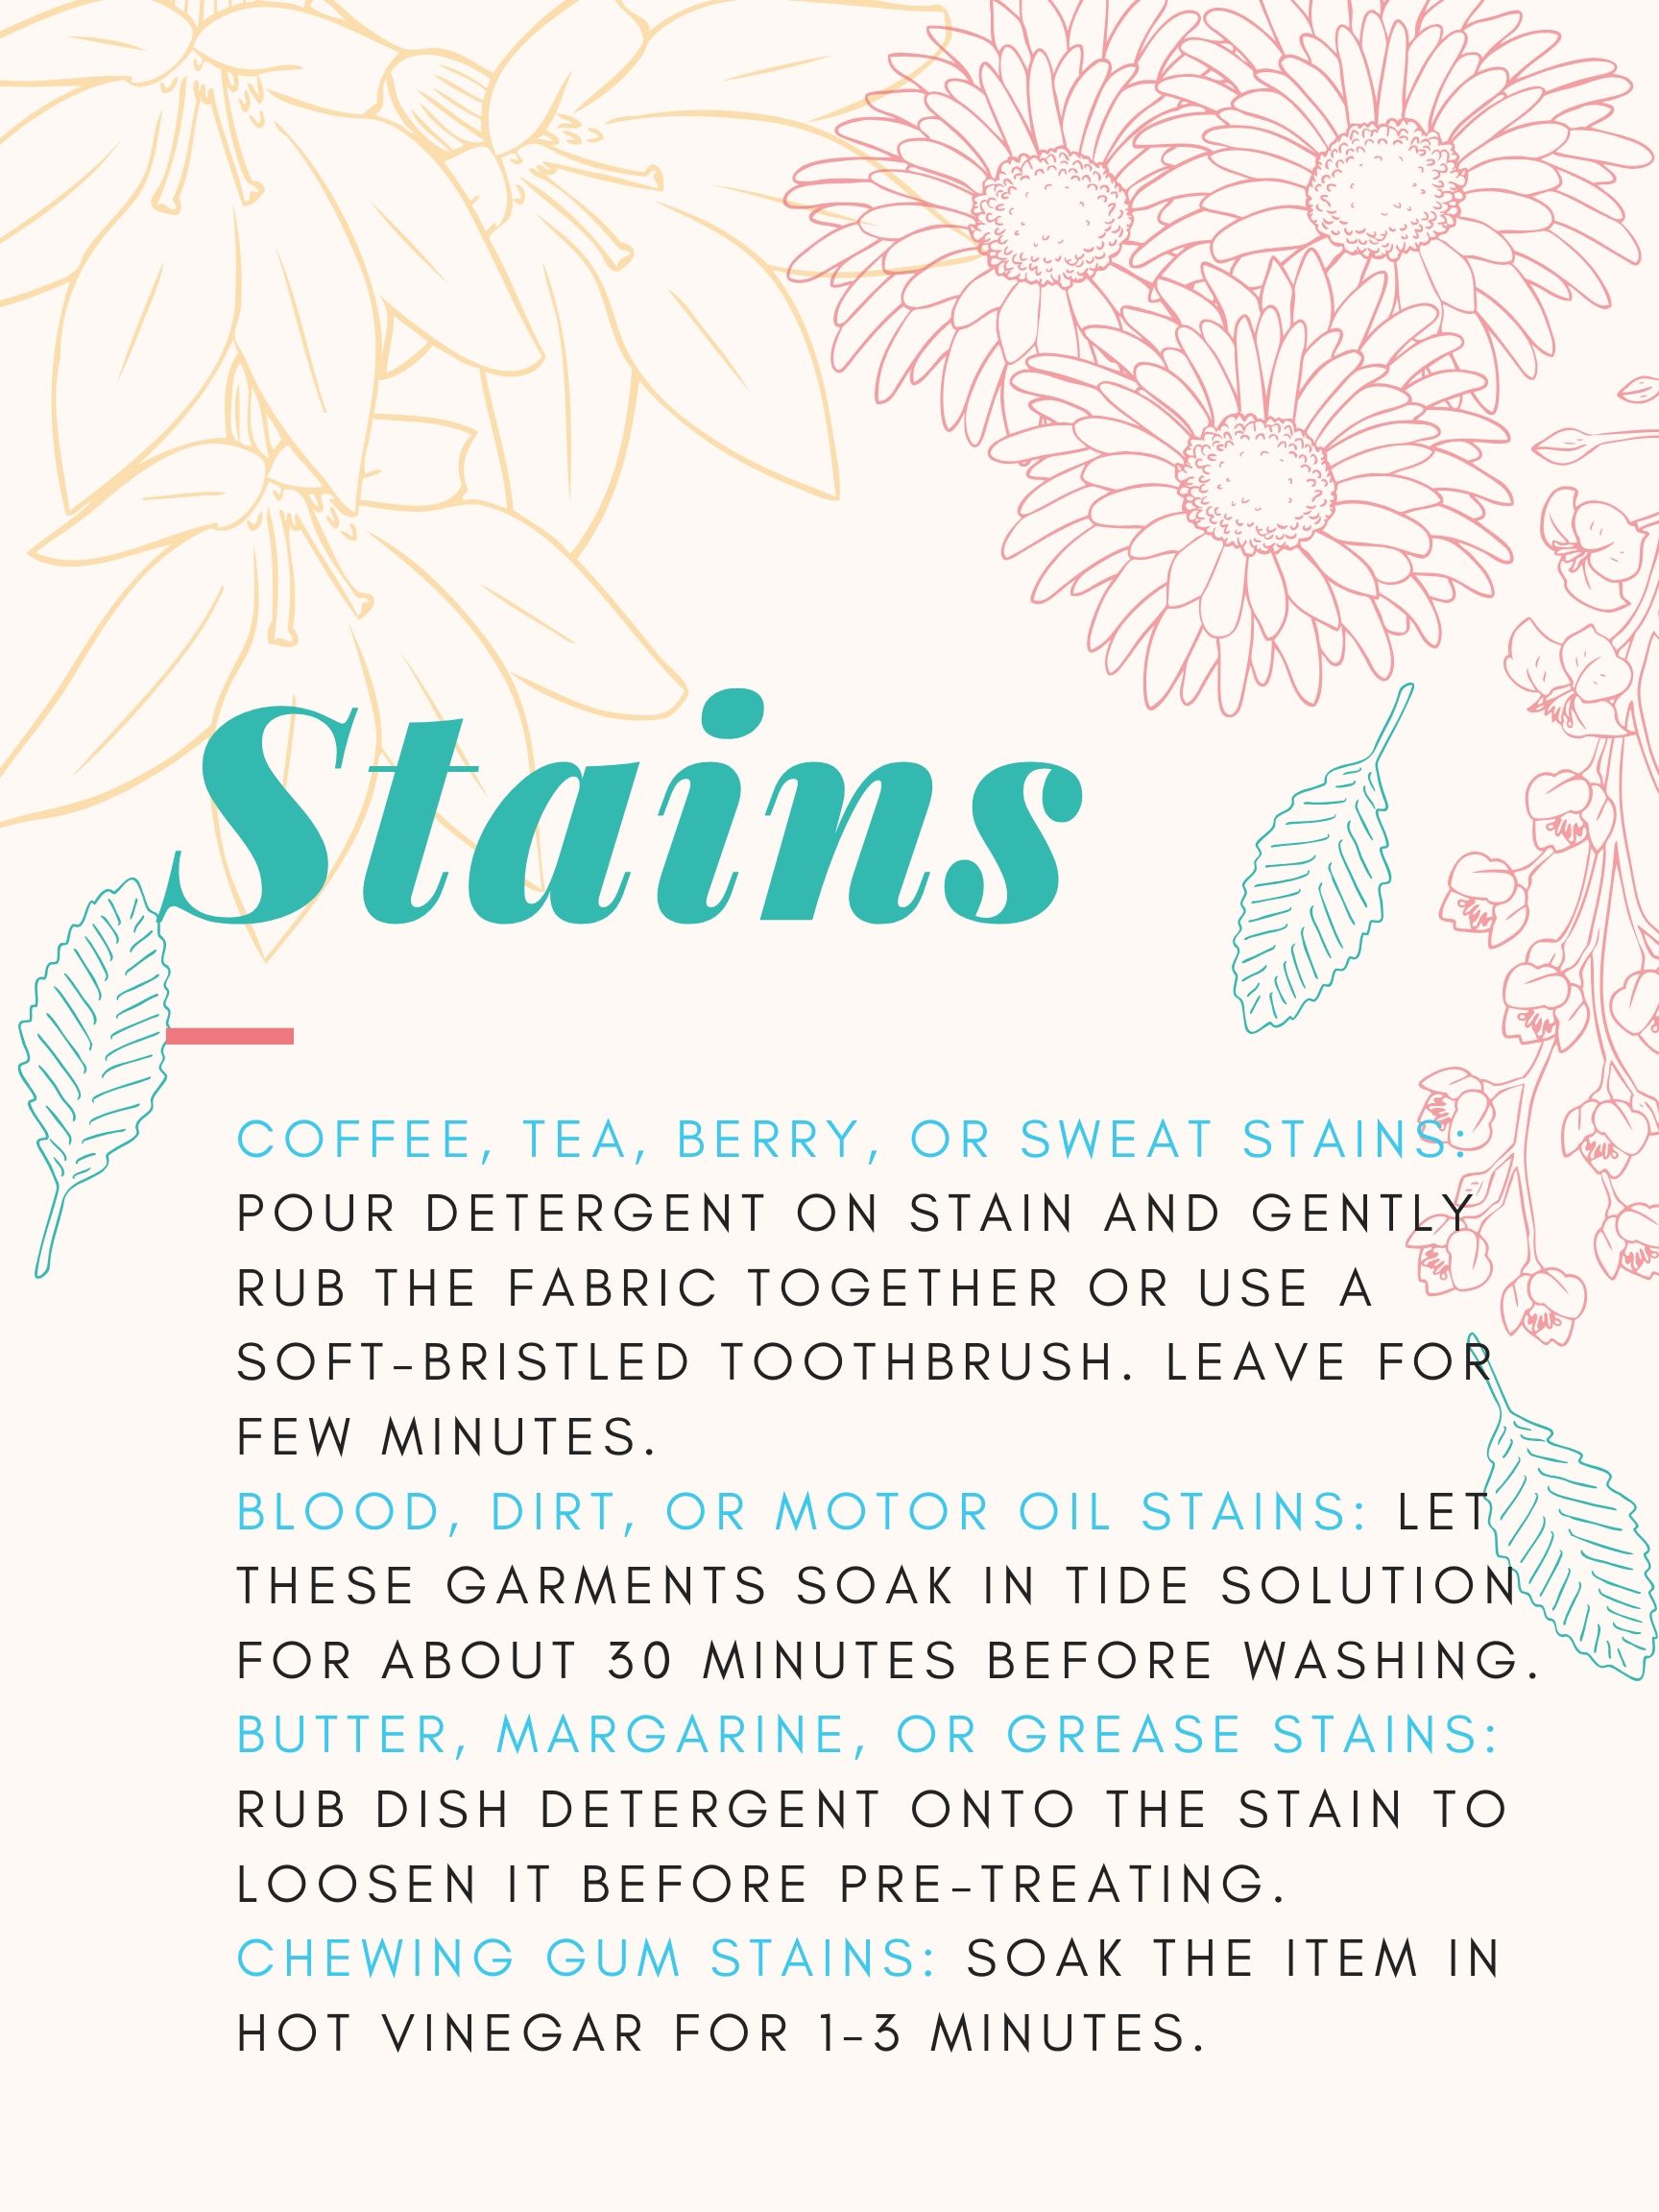 Stains
COFFEE, TEA, BERRY, OR SWEAT STAINS:
POUR DETERGENT ON STAIN AND GENTLY
RUB THE FABRIC TOGETHER OR USE A
SOFT-BRISTLED TOOTHBRUSH. LEAVE FOR
FEW MINUTES.
BLOOD, DIRT, OR MOTOR OIL STAINS: LET
THESE GARMENTS SOAK IN TIDE SOLUTION
FOR ABOUT 30 MINUTES BEFORE WASHING.
BUTTER, MARGARINE, OR GREASE STAINS:
RUB DISH DETERGENT ONTO THE STAIN TO
LOOSEN IT BEFORE PRE-TREATING.
CHEWING GUM STAINS: SOAK THE ITEM IN
HOT VINEGAR FOR 1-3 MINUTES.